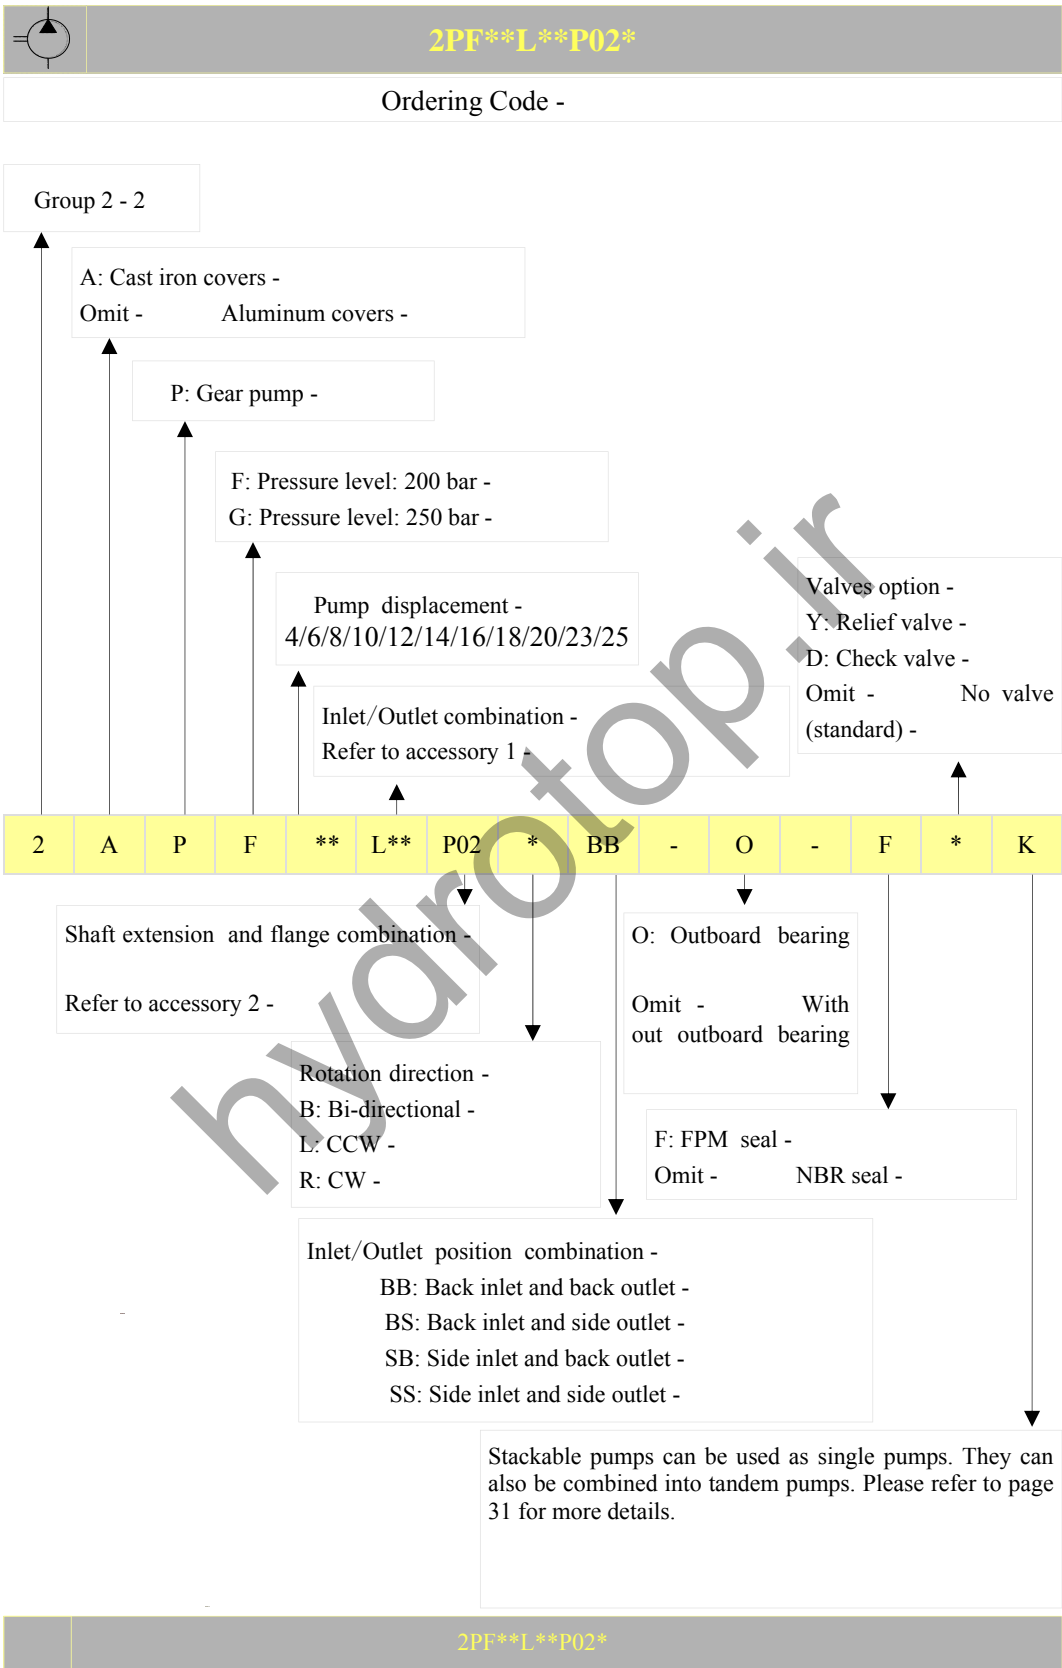 2PF**L**P02*
Ordering Code -
Group 2 - 2
A: Cast iron covers -
Omit - Aluminum covers -
P: Gear pump -
F: Pressure level: 200 bar -
G: Pressure level: 250 bar -
Pump displacement -
4/6/8/10/12/14/16/18/20/23/25
Inlet/Outlet combination -
Refer to accessory 1 -
Valves option -
Y: Relief valve -
D: Check valve -
Omit - No valve
(standard) -
2 A P F ** L** P02 * BB - O - F * K
Shaft extension and flange combination -
Refer to accessory 2 -
O: Outboard bearing
Omit - With
out outboard bearing
Rotation direction -
B: Bi-directional -
L: CCW -
R: CW -
F: FPM seal -
Omit - NBR seal -
Inlet/Outlet position combination -
BB: Back inlet and back outlet -
BS: Back inlet and side outlet -
SB: Side inlet and back outlet -
SS: Side inlet and side outlet -
Stackable pumps can be used as single pumps. They can
also be combined into tandem pumps. Please refer to page
31 for more details.
2PF**L**P02*
hydrotop.ir